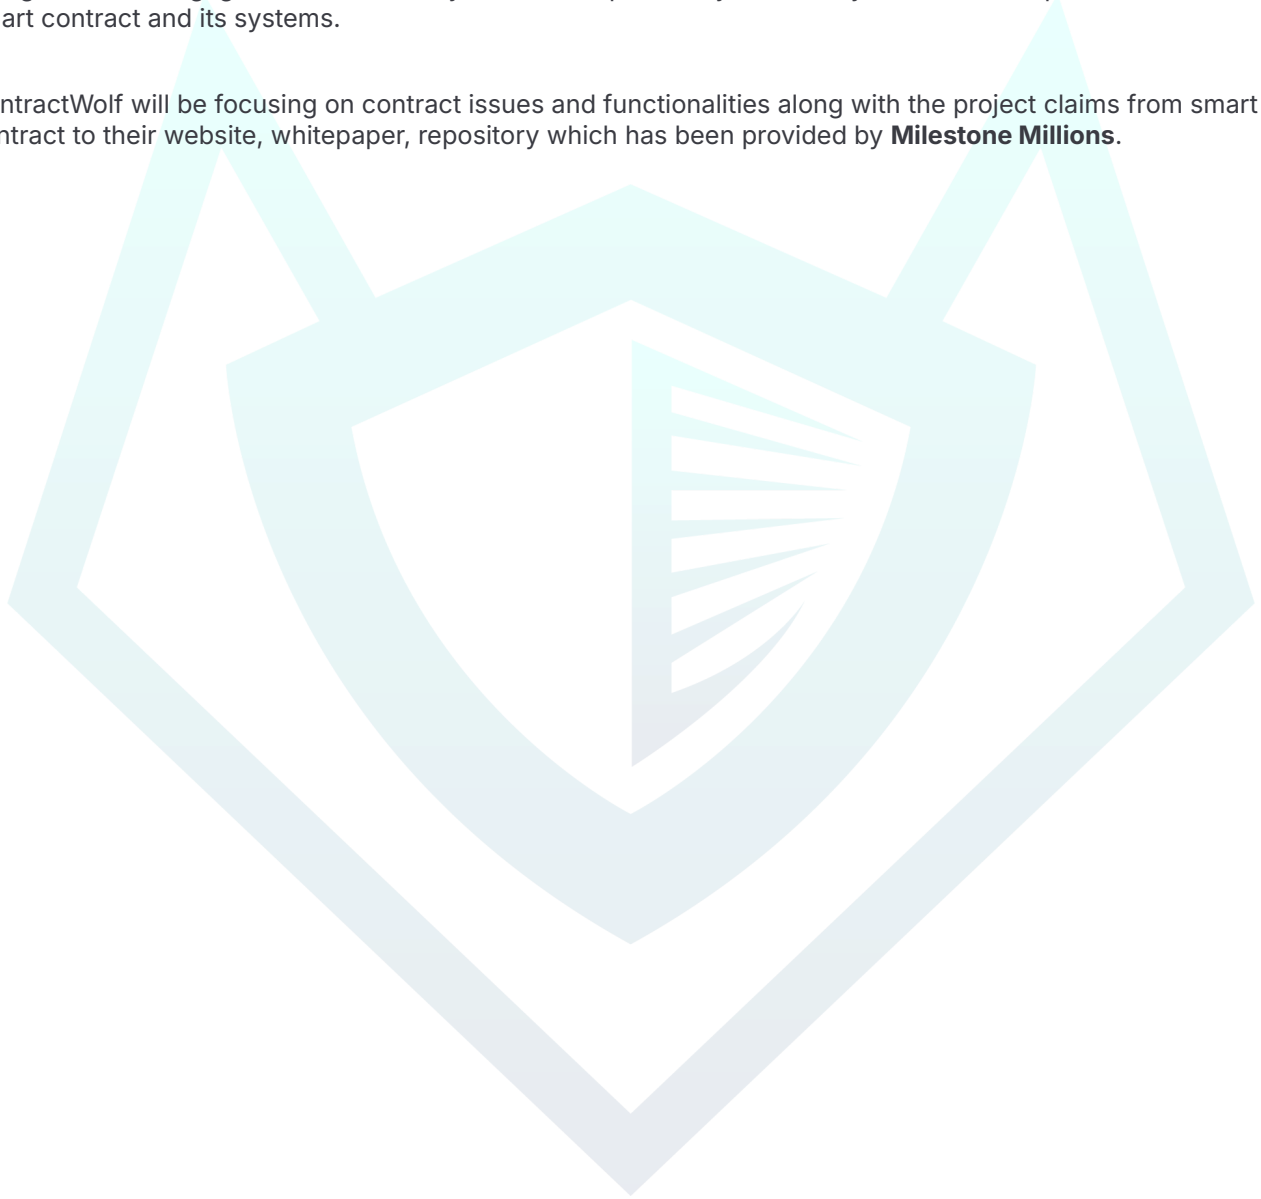 art contract and its systems.
ntractWolf will be focusing on contract issues and functionalities along with the project claims from smart
ntract to their website, whitepaper, repository which has been provided by Milestone Millions.